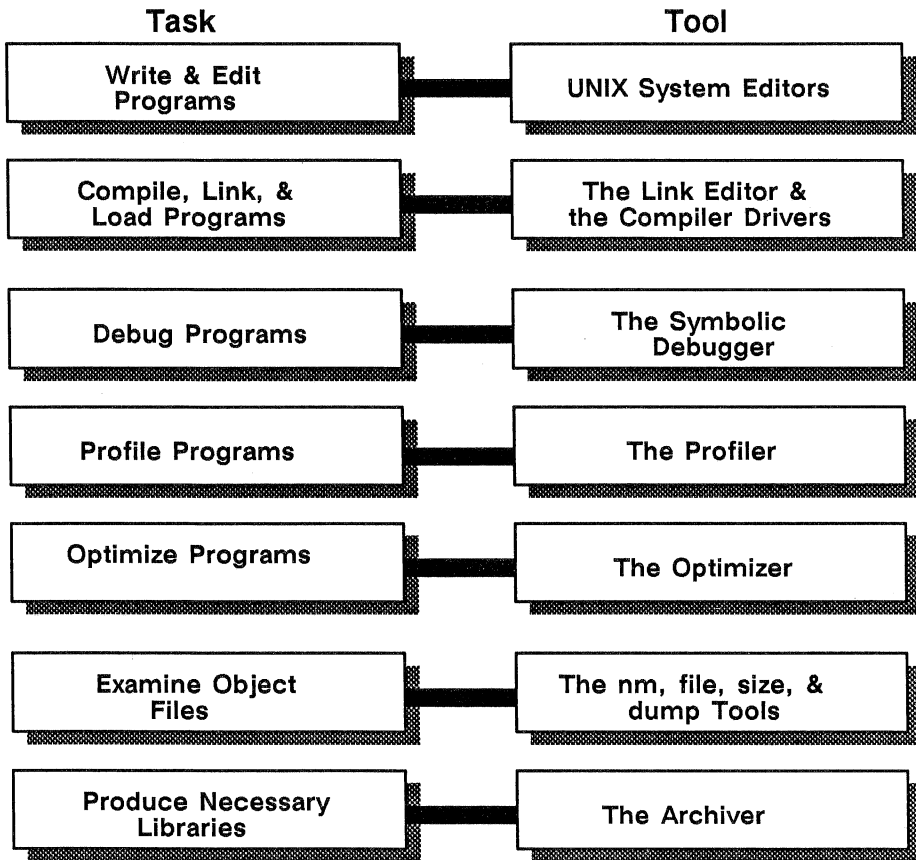 Task
Tool
Write & Edit
Programs
UNIX System Editors
Compile, Link, &
Load Programs
The Link Editor &
the Compiler Drivers
Debug Programs
The Symbolic
Debugger
Profile Programs
The Profiler
Optimize Programs
The Optimizer
Examine Object
Files
The nm, file, size, &
dump Tools
Produce Necessary
Libraries
The Archiver